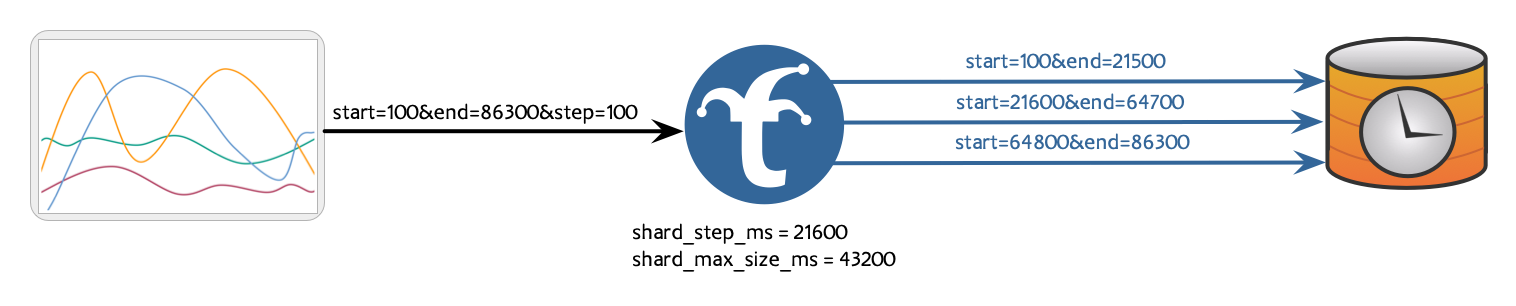 start=100&end=86300&step=100
start=100&end=21500
start=21600&end=64700
start=64800&end=86300
shard_step_ms = 21600
shard_max_size_ms = 43200